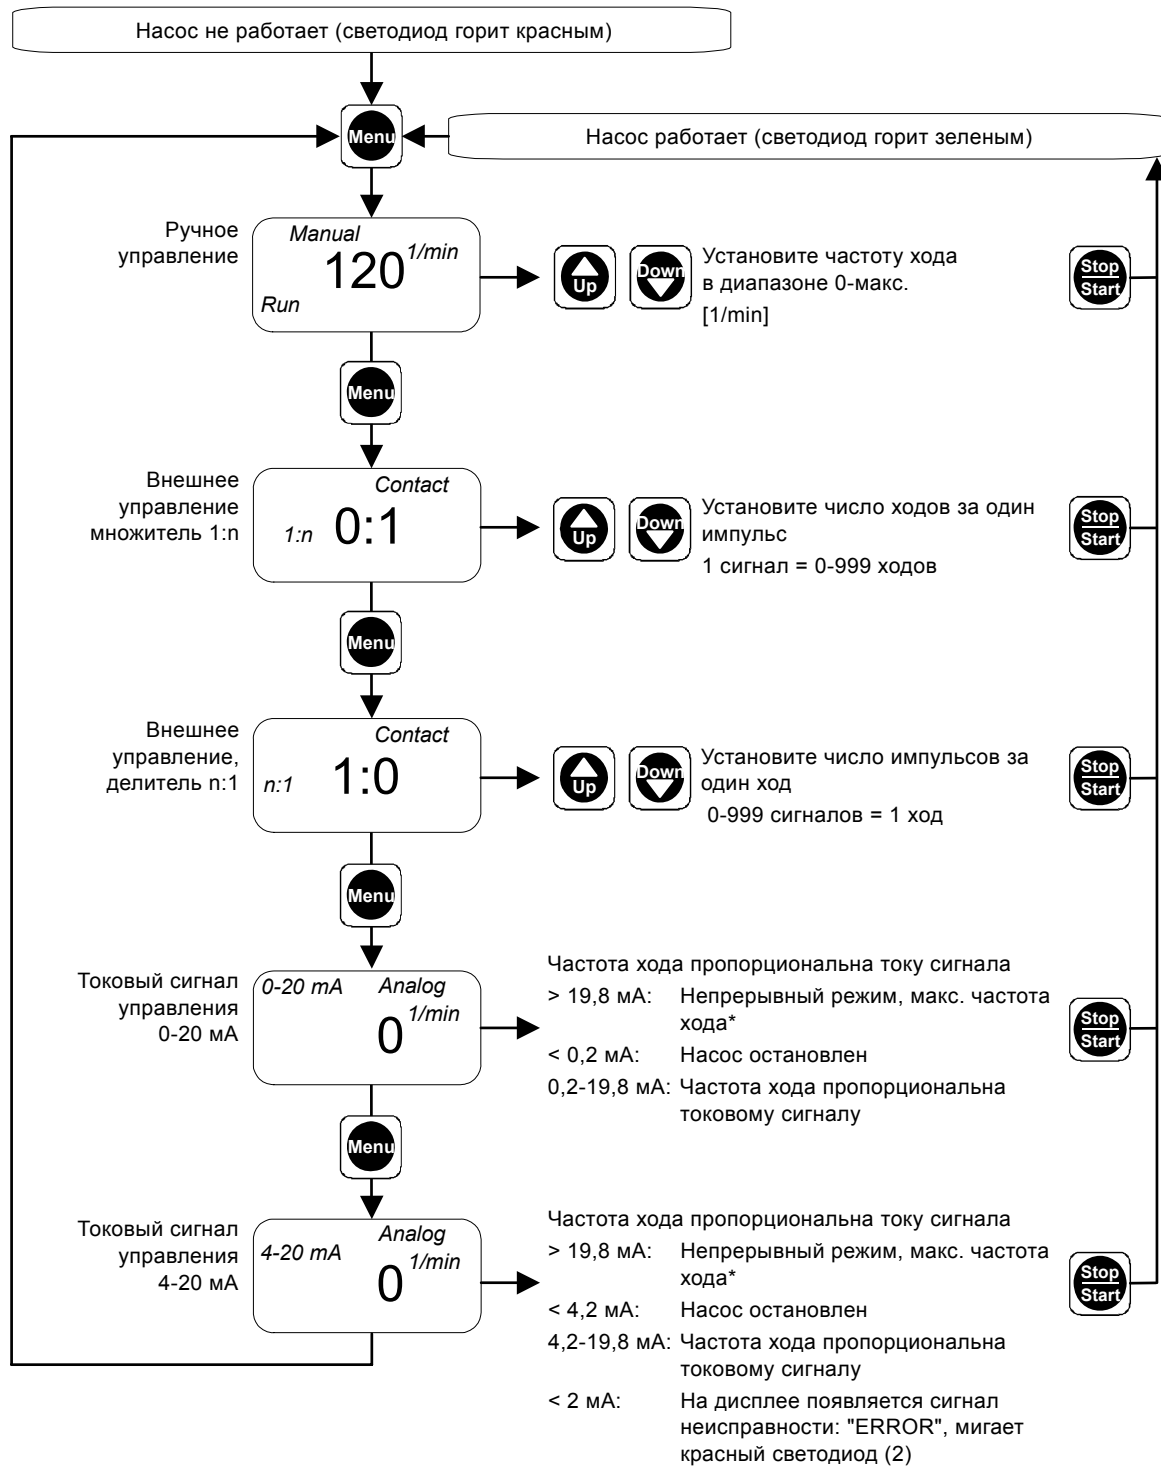 Насос не работает (светодиод горит красным)
Menu
Насос работает (светодиод горит зеленым)
Ручное
управление
Manual
120 1/min
Run
Up
Down
Установите частоту хода
в диапазоне 0-макс.
[1/min]
Stop
Start
Menu
Внешнее
управление
множитель 1:n
Contact
1:n 0:1
Up
Down
Установите число ходов за один
импульс
1 сигнал = 0-999 ходов
Stop
Start
Menu
Внешнее
управление,
делитель n:1
Contact
n:1 1:0
Up
Down
Установите число импульсов за
один ход
0-999 сигналов = 1 ход
Stop
Start
Menu
Токовый сигнал
управления
0-20 мА
0-20 mA Analog
0 1/min
Частота хода пропорциональна току сигнала
> 19,8 мА: Непрерывный режим, макс. частота
хода*
< 0,2 мА: Насос остановлен
0,2-19,8 мА: Частота хода пропорциональна
токовому сигналу
Stop
Start
Menu
Токовый сигнал
управления
4-20 мА
Analog
4-20 mA 0 1/min
Частота хода пропорциональна току сигнала
> 19,8 мА: Непрерывный режим, макс. частота
хода*
< 4,2 мА: Насос остановлен
4,2-19,8 мА: Частота хода пропорциональна
токовому сигналу
< 2 мА: На дисплее появляется сигнал
неисправности: "ERROR", мигает
красный светодиод (2)
Stop
Start